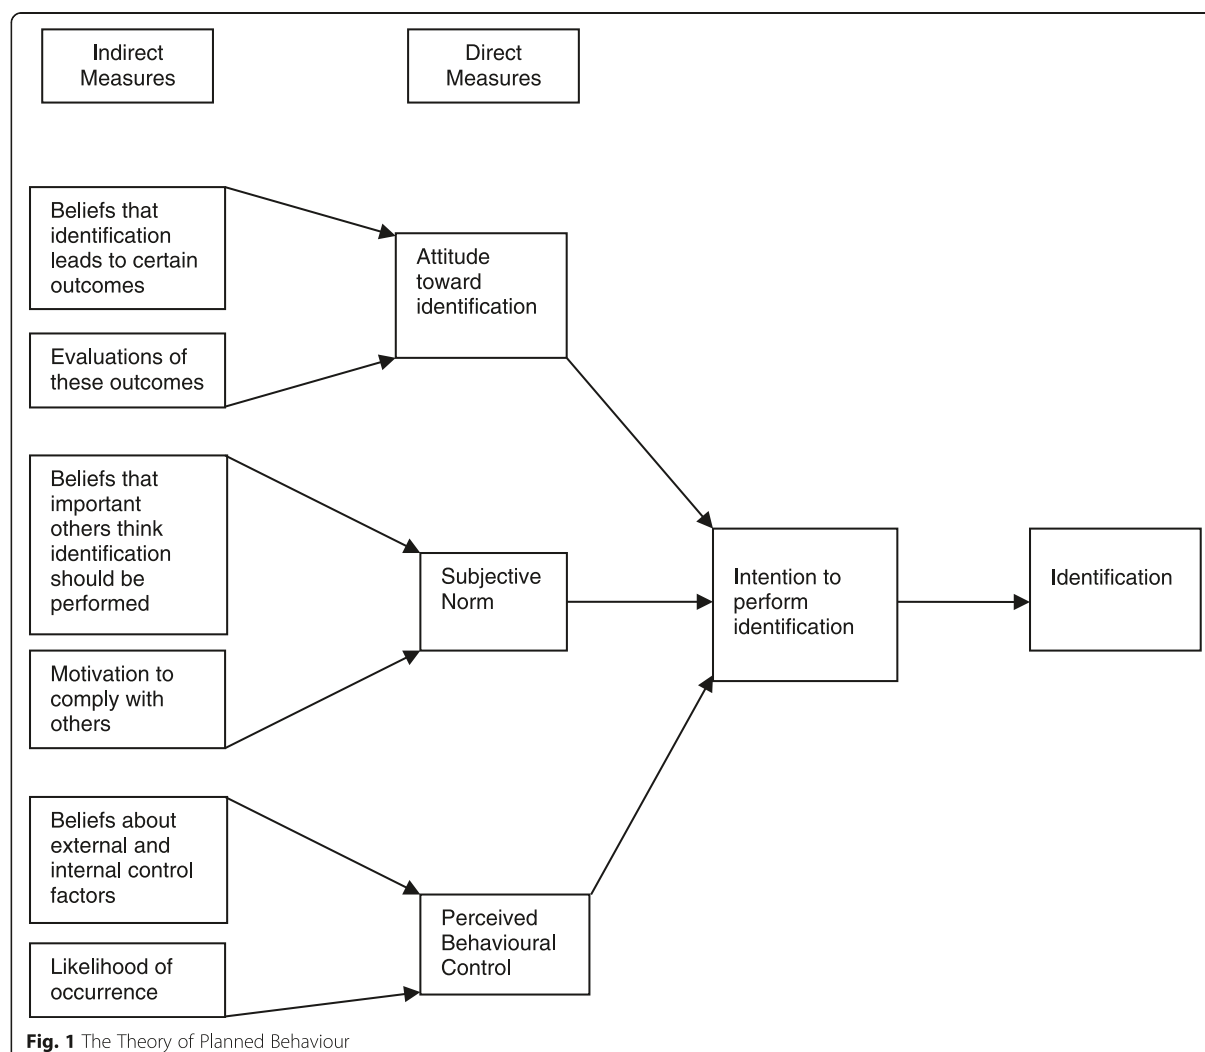 Indirect
Measures
Direct
Measures
Beliefs that
identification
leads to certain
outcomes
Evaluations of
these outcomes
Attitude
toward
identification
Beliefs that
important
others think
identification
should be
performed
Motivation to
comply with
others
Subjective
Norm
Intention to
perform
identification
Identification
Beliefs about
external and
internal control
factors
Likelihood of
occurrence
Perceived
Behavioural
Control
Fig. 1 The Theory of Planned Behaviour